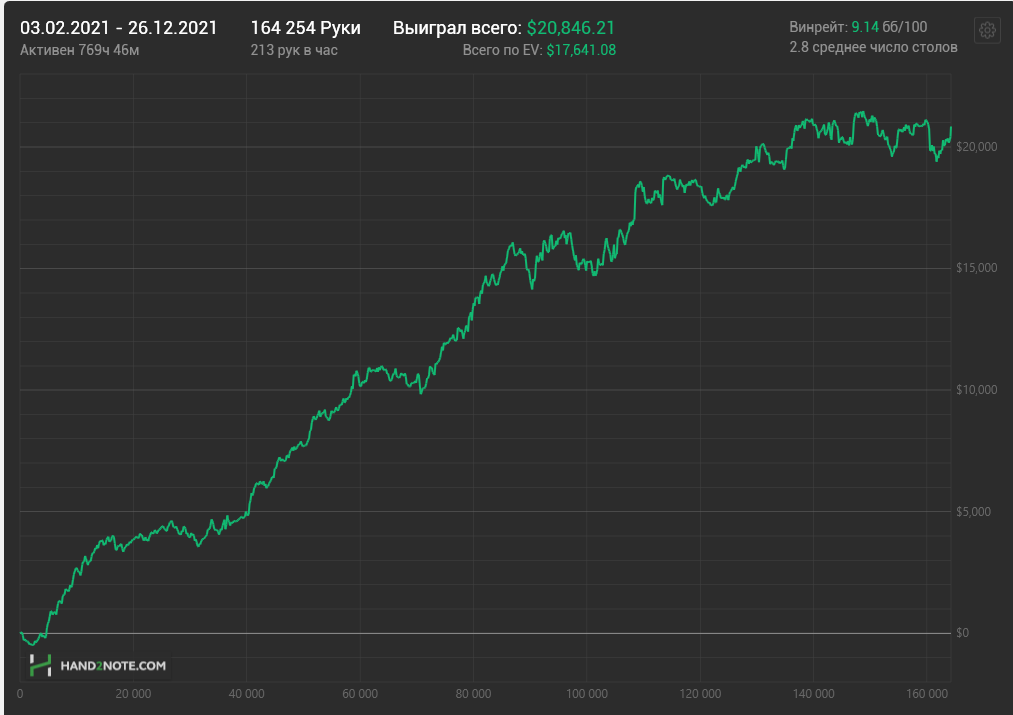 03.02.2021 - 26.12.2021 164 254 Руки Выиграл всего: $20,846.21 Винрейт: 9.14 бб/100
Активен 769ч 46м 213 рук в час Всего по EV: $17,641.08 2.8 среднее число столов
$20,000
$15,000
$10,000
$5,000
$0
HAND2NOTE.COM
0 20 000 40 000 60 000 80 000 100 000 120 000 140 000 160 000